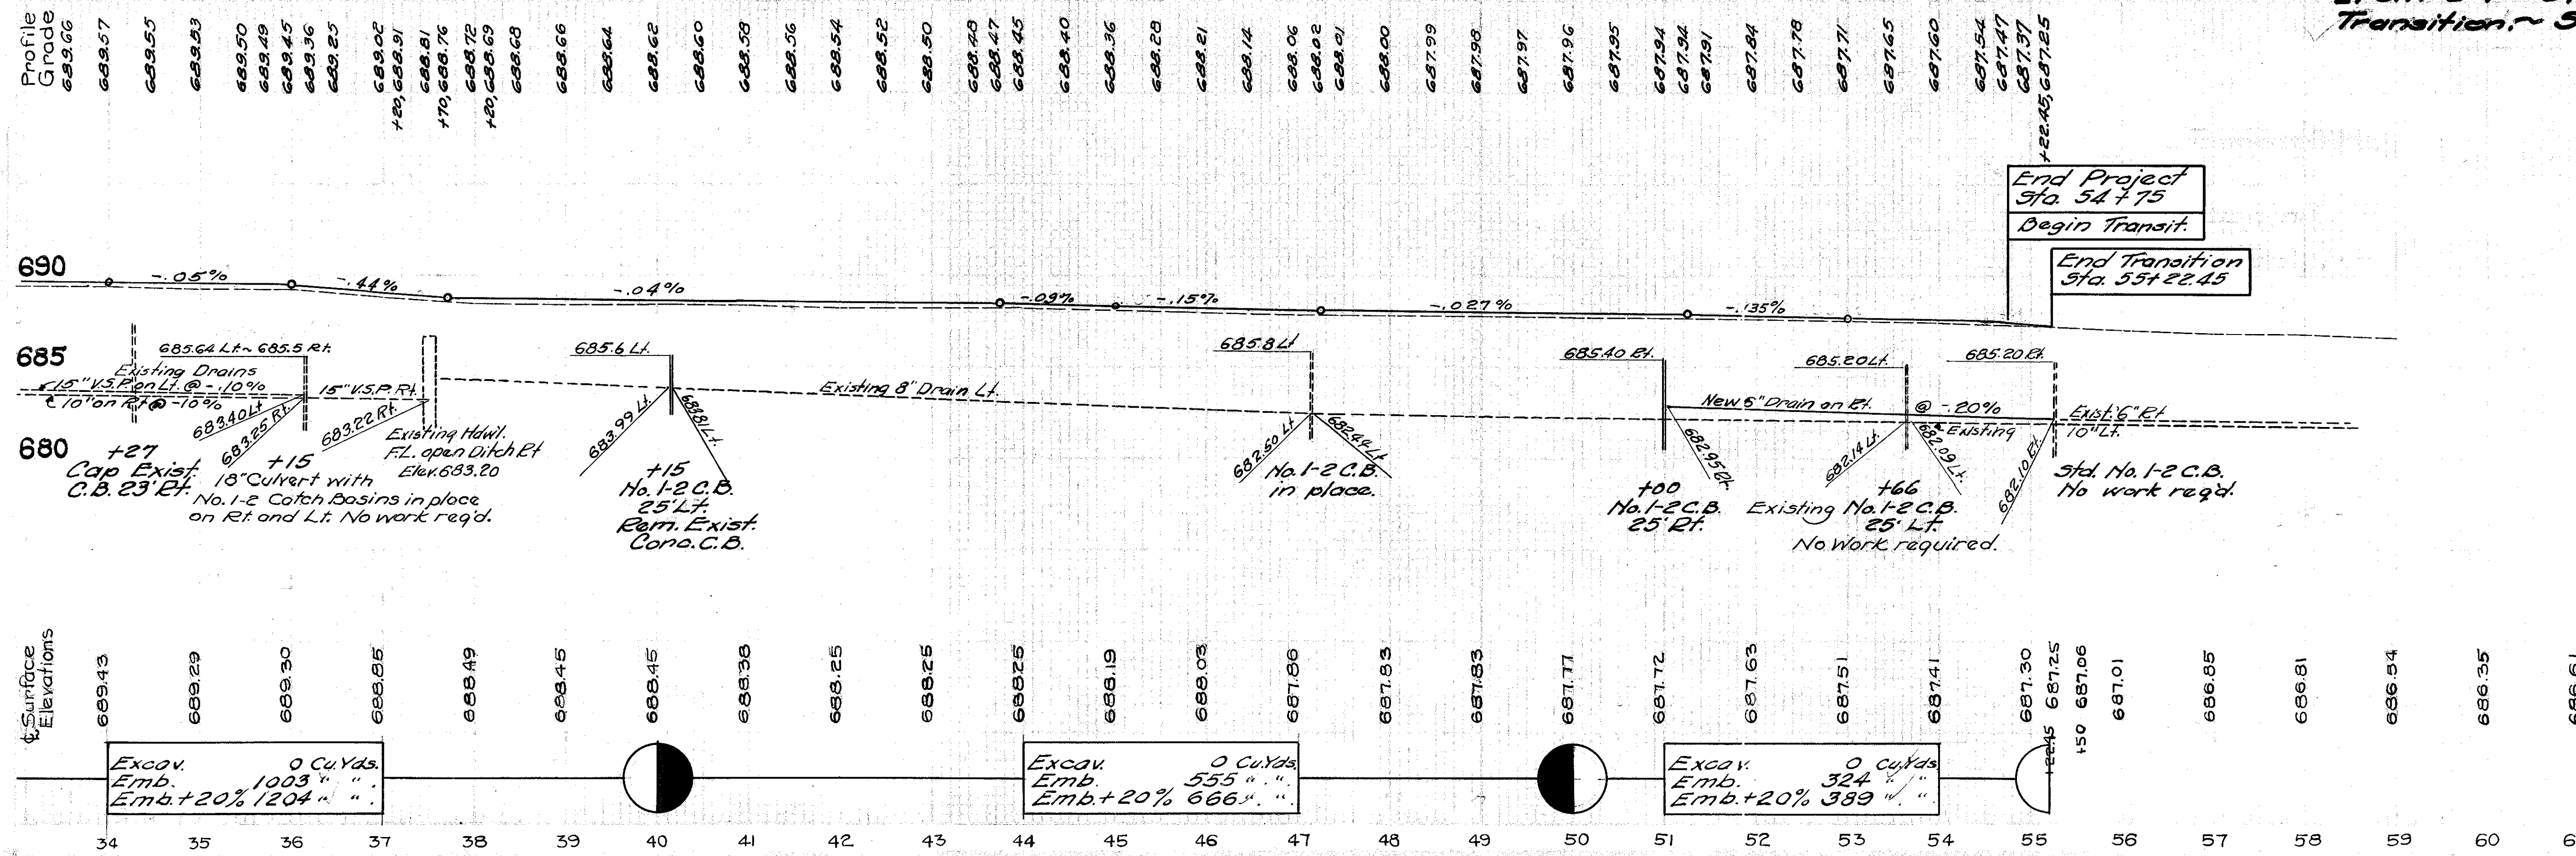 Profile
Grade
689.66
689.57
689.55
689.53
689.50
689.49
689.45
689.36
689.25
689.02
+20, 688.91
688.81
+70, 688.76
688.72
+20, 688.69
688.68
688.66
688.64
688.62
688.60
688.58
688.56
688.54
688.52
688.50
688.48
688.47
688.45
688.40
688.36
688.28
688.21
688.14
688.06
688.02
688.01
688.00
687.99
687.98
687.97
687.96
687.95
687.94
687.94
687.91
687.84
687.78
687.71
687.65
687.60
687.54
687.47
687.37
+22.45, 687.25
Transition ~
End Project
Sta. 54+75
Begin Transit.
End Transition
Sta. 55+22.45
690
-.05%
-.44%
-.04%
-.09%
-.15%
-.027%
-.135%
685
685.64 Lt ~ 685.5 Rt.
Existing Drains
15" V.S.P. on Lt. @ -.10%
10" on Rt @ -.10%
15" V.S.P. Rt.
685.6 Lt.
Existing 8" Drain Lt.
685.8 Lt
685.40 Rt.
685.20 Lt.
685.20 Rt.
New 6" Drain on Rt. @ -.20%
Existing
Exist. 6" Rt
10" Lt.
680
683.40 Lt
683.25 Rt.
683.22 Rt.
683.99 Lt.
683.81 Lt.
682.50 Lt
682.44 Lt.
682.95 Rt.
682.14 Lt.
682.09 Lt.
682.10 Rt.
+27
Cap Exist.
C.B. 23' Rt.
+15
18" Culvert with
No. 1-2 Catch Basins in place
on Rt. and Lt. No work req'd.
Existing Hdwl.
F.L. open Ditch Rt
Elev. 683.20
+15
No. 1-2 C.B.
25' Lt.
Rem. Exist.
Conc. C.B.
No. 1-2 C.B.
in place.
+00
No. 1-2 C.B.
25' Rt.
+66
Existing No. 1-2 C.B.
25' Lt.
No Work required.
Std. No. 1-2 C.B.
No work req'd.
℄ Surface
Elevations
689.43
689.29
689.30
688.85
688.49
688.45
688.45
688.38
688.25
688.25
688.25
688.19
688.03
687.86
687.83
687.83
687.77
687.72
687.63
687.51
687.41
687.30
+22.45 687.25
+50 687.06
687.01
686.85
686.81
686.54
686.35
Excav. 0 Cu.Yds.
Emb. 1003 " "
Emb.+20% 1204 " "
Excav. 0 Cu.Yds.
Emb. 555 " "
Emb.+20% 666 " "
Excav. 0 Cu.Yds
Emb. 324 " "
Emb.+20% 389 " "
34 35 36 37 38 39 40 41 42 43 44 45 46 47 48 49 50 51 52 53 54 55 56 57 58 59 60